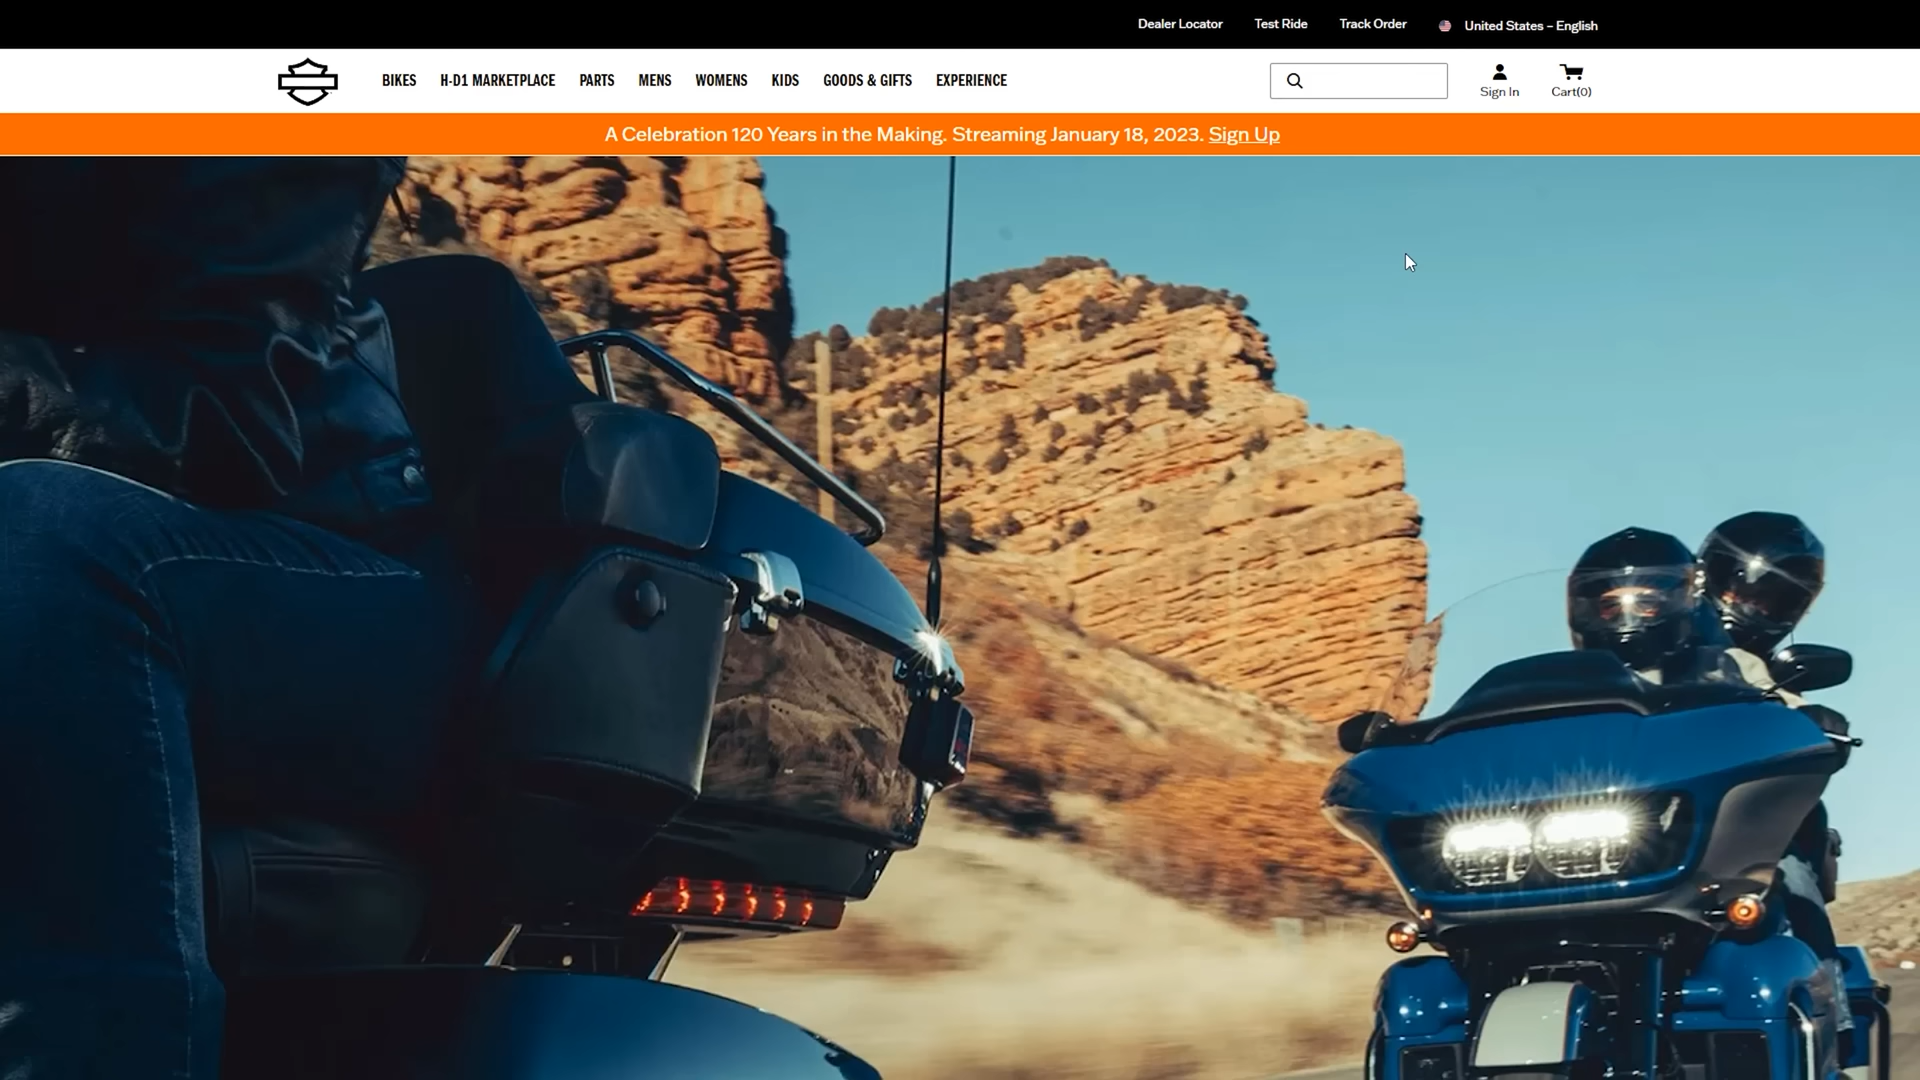 Dealer Locator Test Ride Track Order United States – English
BIKES H-D1 MARKETPLACE PARTS MENS WOMENS KIDS GOODS & GIFTS EXPERIENCE Sign In Cart(0)
A Celebration 120 Years in the Making. Streaming January 18, 2023. Sign Up